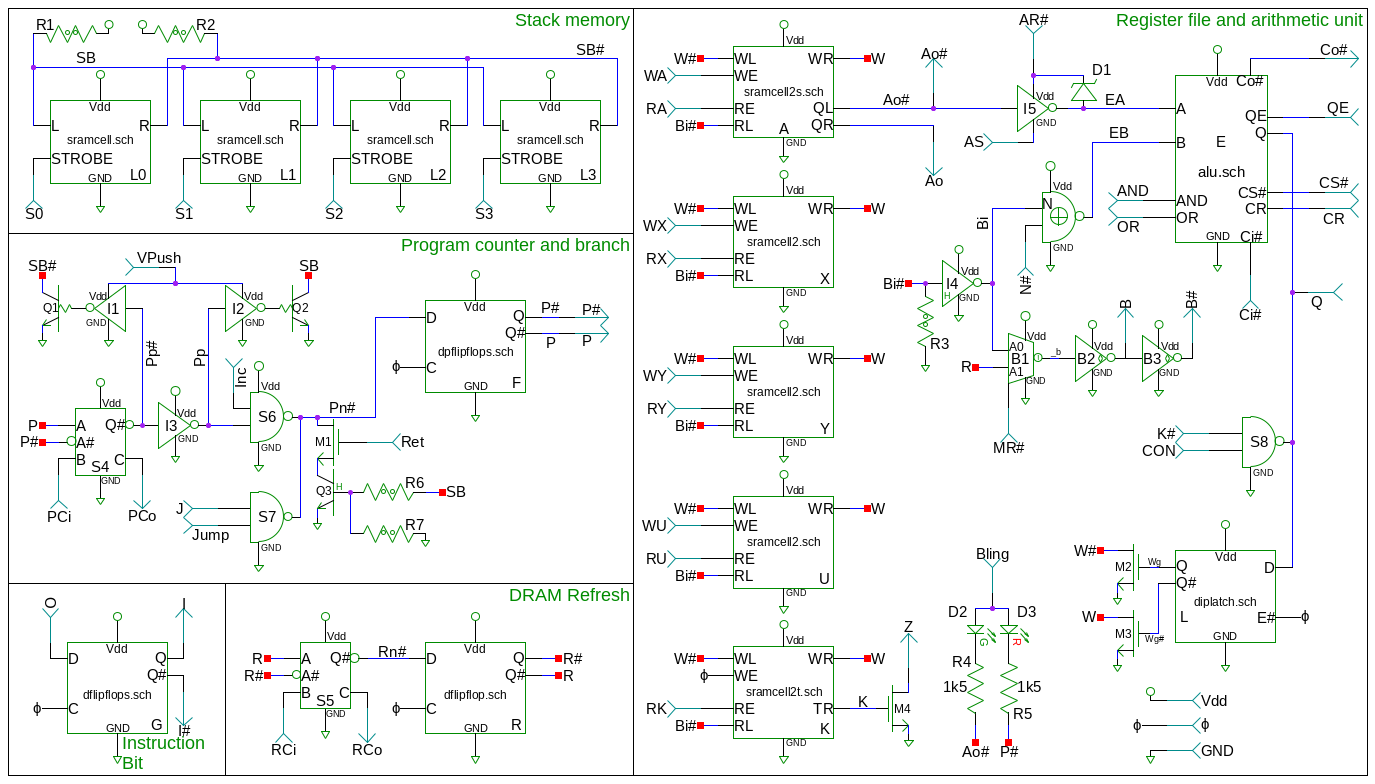 Stack memory
R1
R2
SB
SB#
Vdd
L
R
sramcell.sch
STROBE
GND
L0
S0
Vdd
L
R
sramcell.sch
STROBE
GND
L1
S1
Vdd
L
R
sramcell.sch
STROBE
GND
L2
S2
Vdd
L
R
sramcell.sch
STROBE
GND
L3
S3
Program counter and branch
SB#
VPush
SB
Q1
Vdd
I1
GND
I2
Vdd
GND
Q2
Pp#
Pp
Inc
Vdd
S6
GND
Vdd
P
P#
A
A#
B
Q#
C
S4
GND
PCi
PCo
Vdd
I3
GND
Pn#
M1
Ret
Q3
H
R6
SB
R7
J
Jump
S7
GND
D
Vdd
Q
Q#
dpflipflops.sch
ϕ
C
GND
F
P#
P#
P
P
Instruction
Bit
O
I
D
Vdd
Q
Q#
dflipflops.sch
ϕ
C
GND
G
I#
DRAM Refresh
R
R#
A
A#
B
Vdd
Q#
C
S5
GND
RCi
RCo
Rn#
D
Vdd
Q
Q#
dflipflop.sch
ϕ
C
GND
R
R#
R
Register file and arithmetic unit
W#
WA
RA
Bi#
Vdd
WL
WE
RE
RL
WR
sramcell2s.sch
QL
QR
A
GND
W
Ao#
Ao#
Ao
W#
WX
RX
Bi#
Vdd
WL
WE
RE
RL
WR
sramcell2.sch
X
GND
W
W#
WY
RY
Bi#
Vdd
WL
WE
RE
RL
WR
sramcell2.sch
Y
GND
W
W#
WU
RU
Bi#
Vdd
WL
WE
RE
RL
WR
sramcell2.sch
U
GND
W
W#
ϕ
RK
Bi#
Vdd
WL
WE
RE
RL
WR
sramcell2t.sch
TR
K
GND
W
K
M4
Z
AR#
AS
I5
Vdd
GND
D1
EA
EB
Vdd
Co#
A
B
QE
Q
E
alu.sch
AND
OR
CS#
CR
GND
Ci#
Co#
QE
CS#
CR
AND
OR
Ci#
Q
Bi
N
Vdd
GND
N#
Bi#
Vdd
I4
H
GND
R3
R
A0
B1
A1
Vdd
GND
MR#
_b
Vdd
B2
GND
B
Vdd
B3
GND
B#
K#
CON
S8
GND
Bling
D2
D3
G
R
R4
1k5
1k5
R5
Ao#
P#
W#
M2
Wg
W
M3
Wg#
Vdd
Q
Q#
D
diplatch.sch
L
E#
ϕ
GND
Vdd
ϕ
ϕ
GND